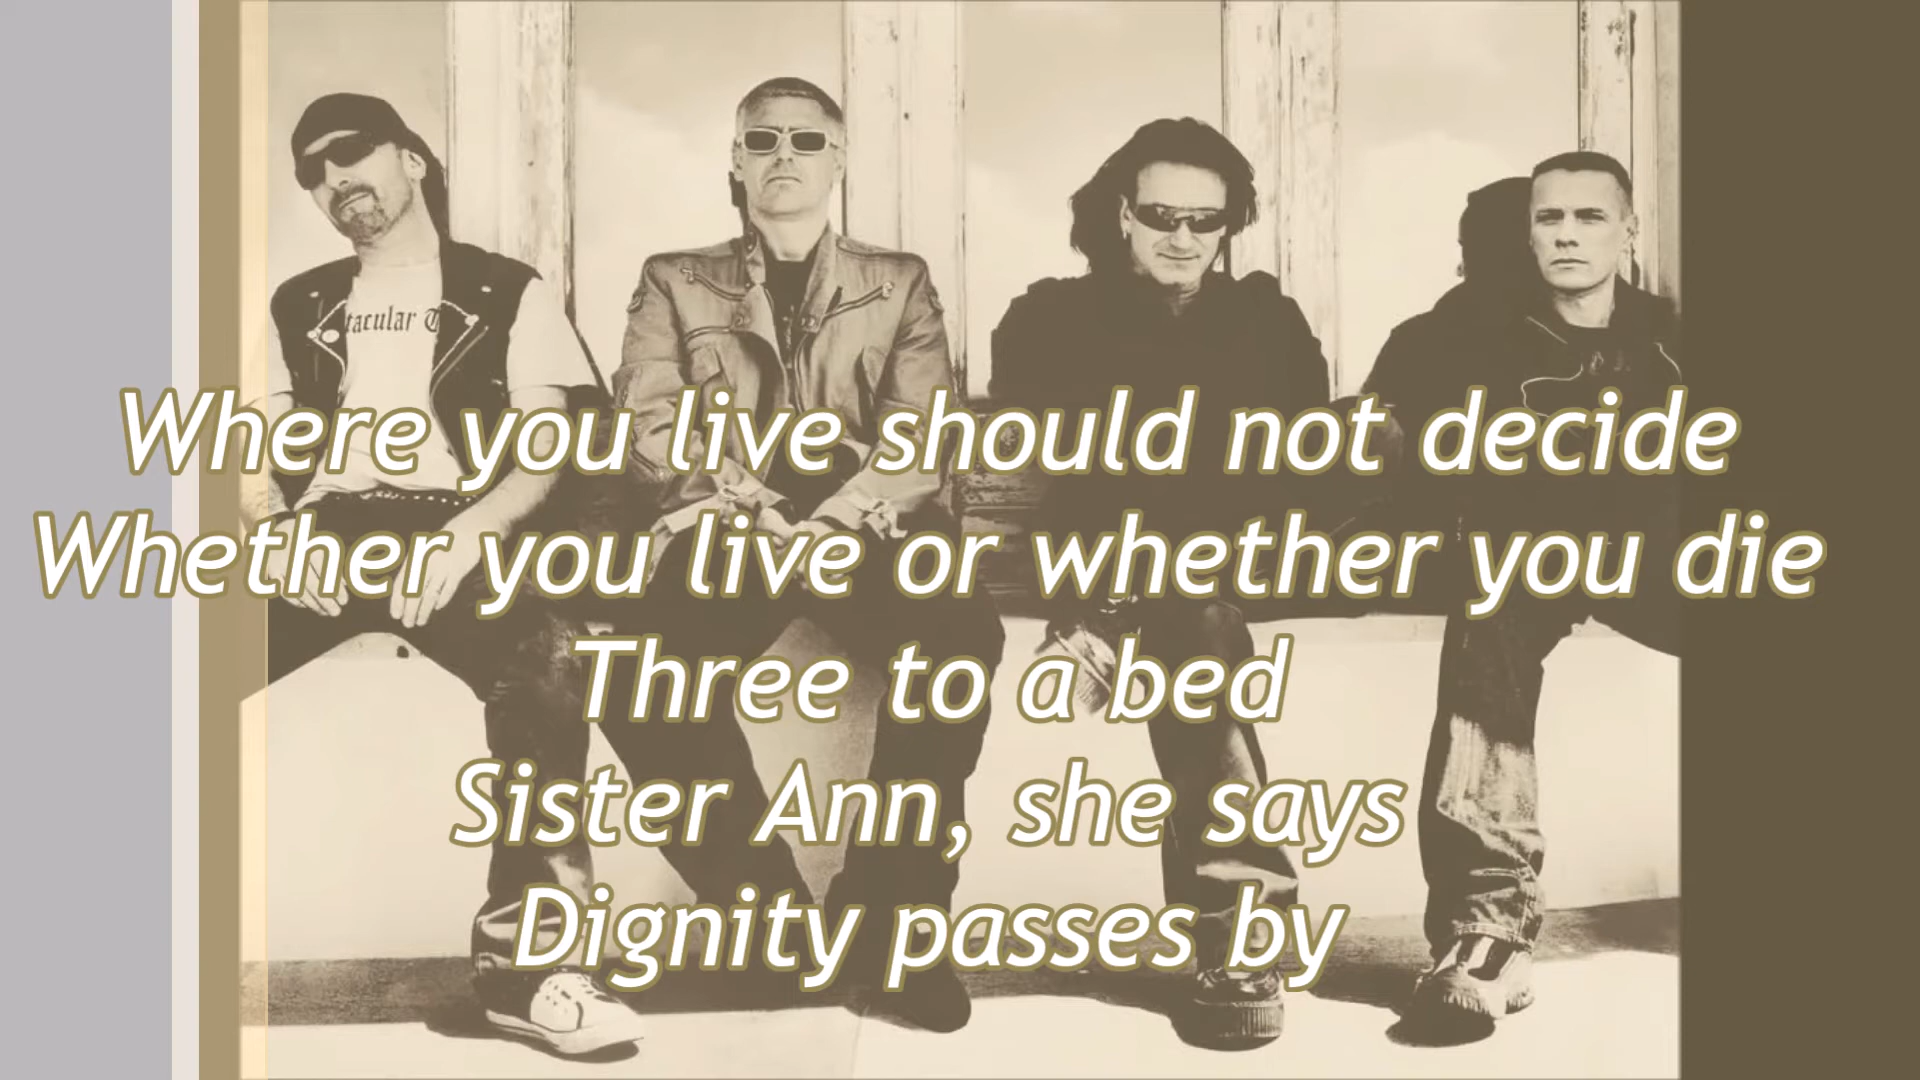 tacular T
Where you live should not decide
Whether you live or whether you die
Three to a bed
Sister Ann, she says
Dignity passes by